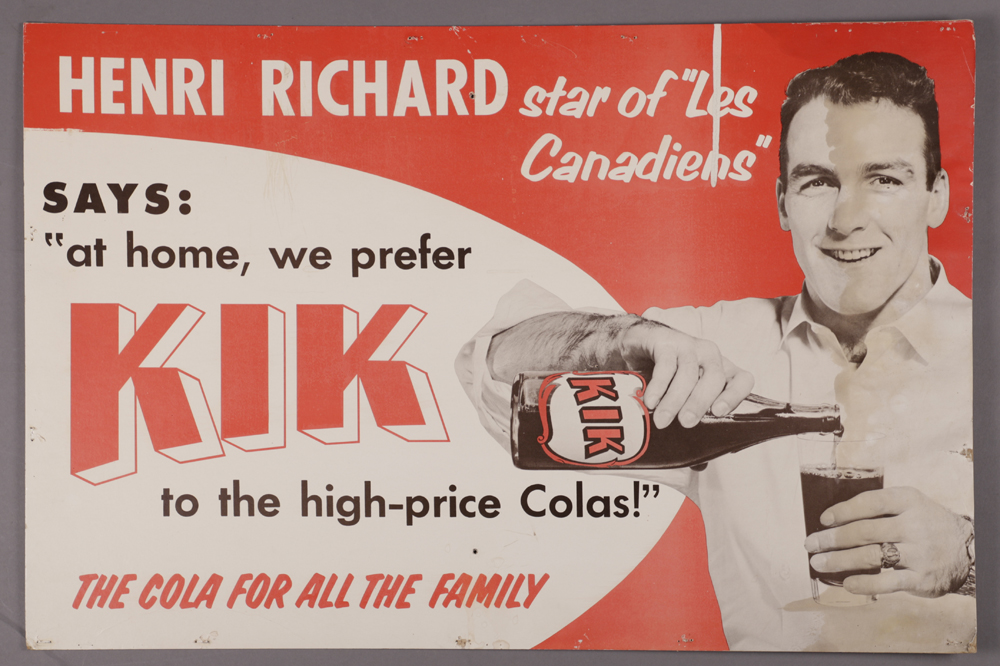 HENRI RICHARD star of "Les
Canadiens"
SAYS:
"at home, we prefer
KIK
to the high-price Colas!"
THE COLA FOR ALL THE FAMILY
KIK